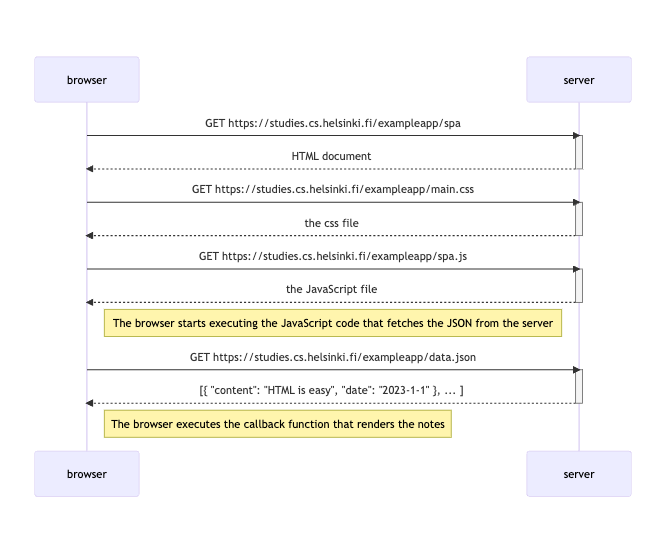 browser
server
GET https://studies.cs.helsinki.fi/exampleapp/spa
HTML document
GET https://studies.cs.helsinki.fi/exampleapp/main.css
the css file
GET https://studies.cs.helsinki.fi/exampleapp/spa.js
the JavaScript file
The browser starts executing the JavaScript code that fetches the JSON from the server
GET https://studies.cs.helsinki.fi/exampleapp/data.json
[{ "content": "HTML is easy", "date": "2023-1-1" }, ... ]
The browser executes the callback function that renders the notes
browser
server